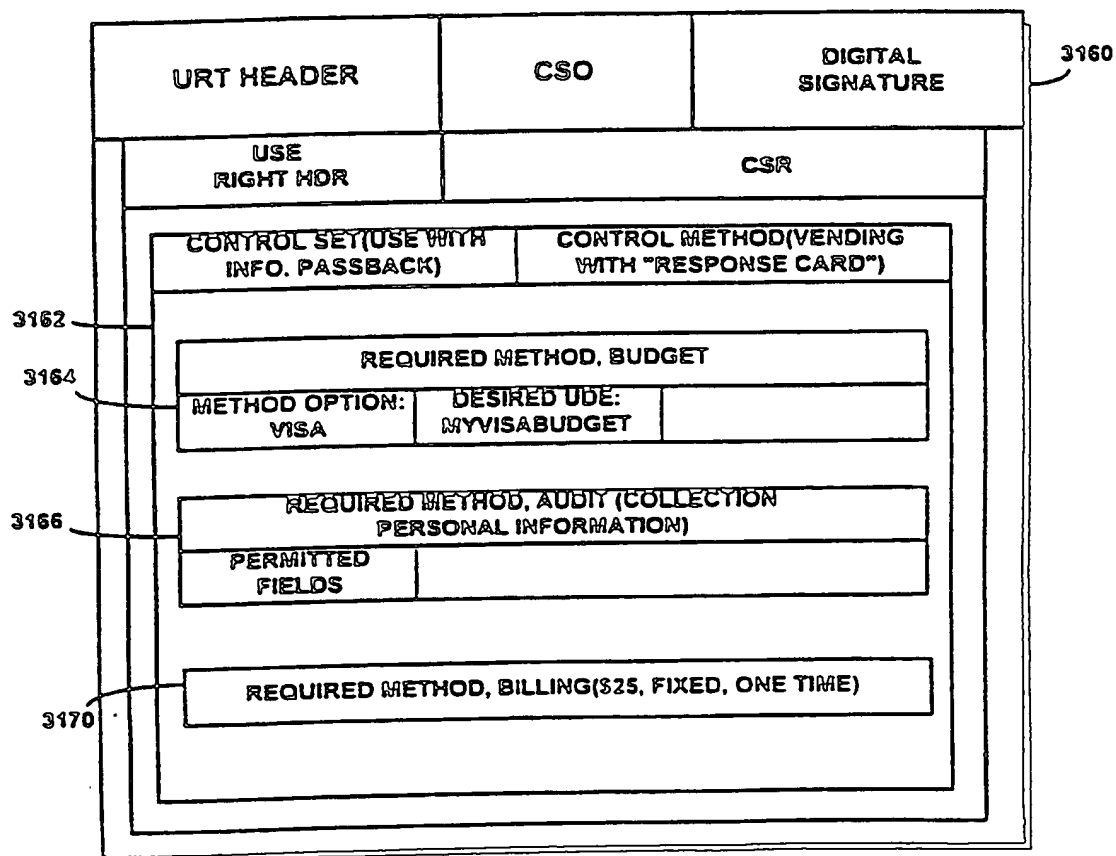 URT HEADER
CSO
DIGITAL
SIGNATURE
3160
USE
RIGHT HDR
CSR
CONTROL SET(USE WITH
INFO. PASSBACK)
CONTROL METHOD(VENDING
WITH "RESPONSE CARD")
3162
REQUIRED METHOD, BUDGET
3164
METHOD OPTION:
VISA
DESIRED UDE:
MYVISABUDGET
REQUIRED METHOD, AUDIT (COLLECTION
PERSONAL INFORMATION)
3166
PERMITTED
FIELDS
REQUIRED METHOD, BILLING($25, FIXED, ONE TIME)
3170